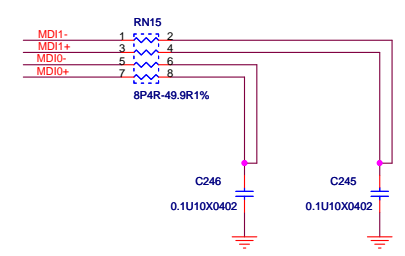 RN15
MDI1- 1 2
MDI1+ 3 4
MDI0- 5 6
MDI0+ 7 8
8P4R-49.9R1%
C246 C245
0.1U10X0402 0.1U10X0402